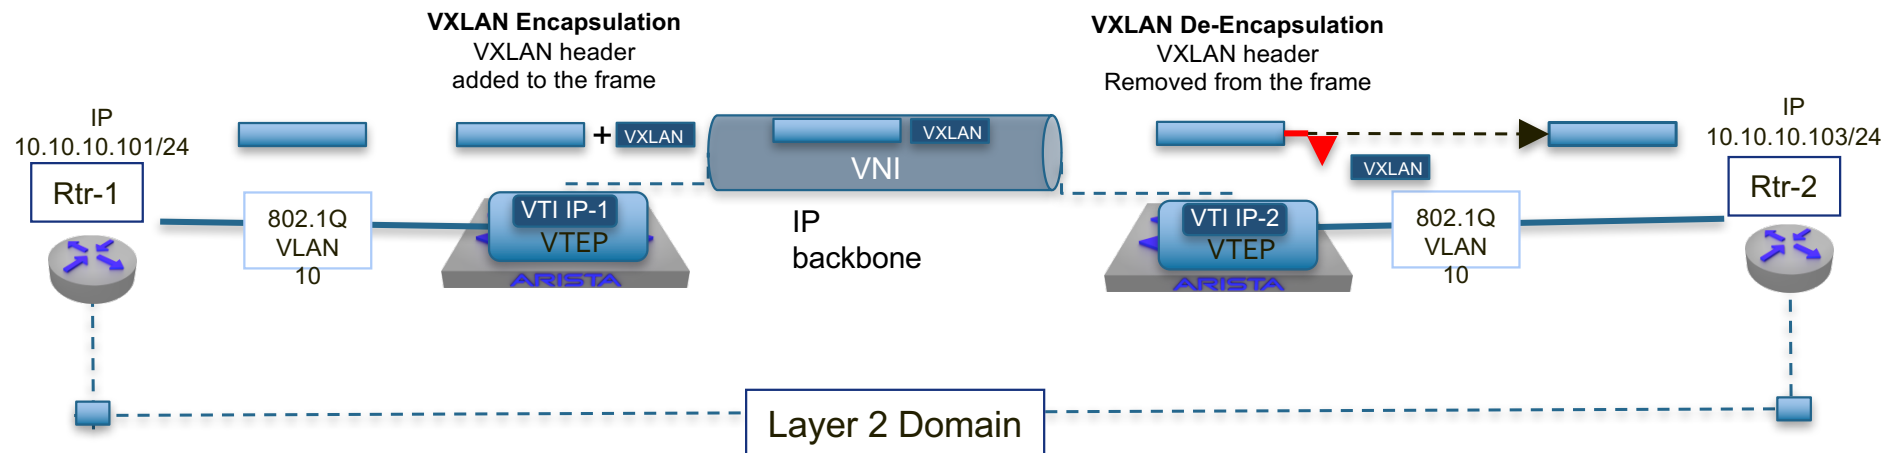 VXLAN Encapsulation
VXLAN header
added to the frame
VXLAN De-Encapsulation
VXLAN header
Removed from the frame
IP
10.10.10.101/24
Rtr-1
+
VXLAN
VXLAN
VNI
VXLAN
IP
10.10.10.103/24
Rtr-2
802.1Q
VLAN
10
VTI IP-1
VTEP
ARISTA
IP
backbone
VTI IP-2
VTEP
ARISTA
802.1Q
VLAN
10
Layer 2 Domain